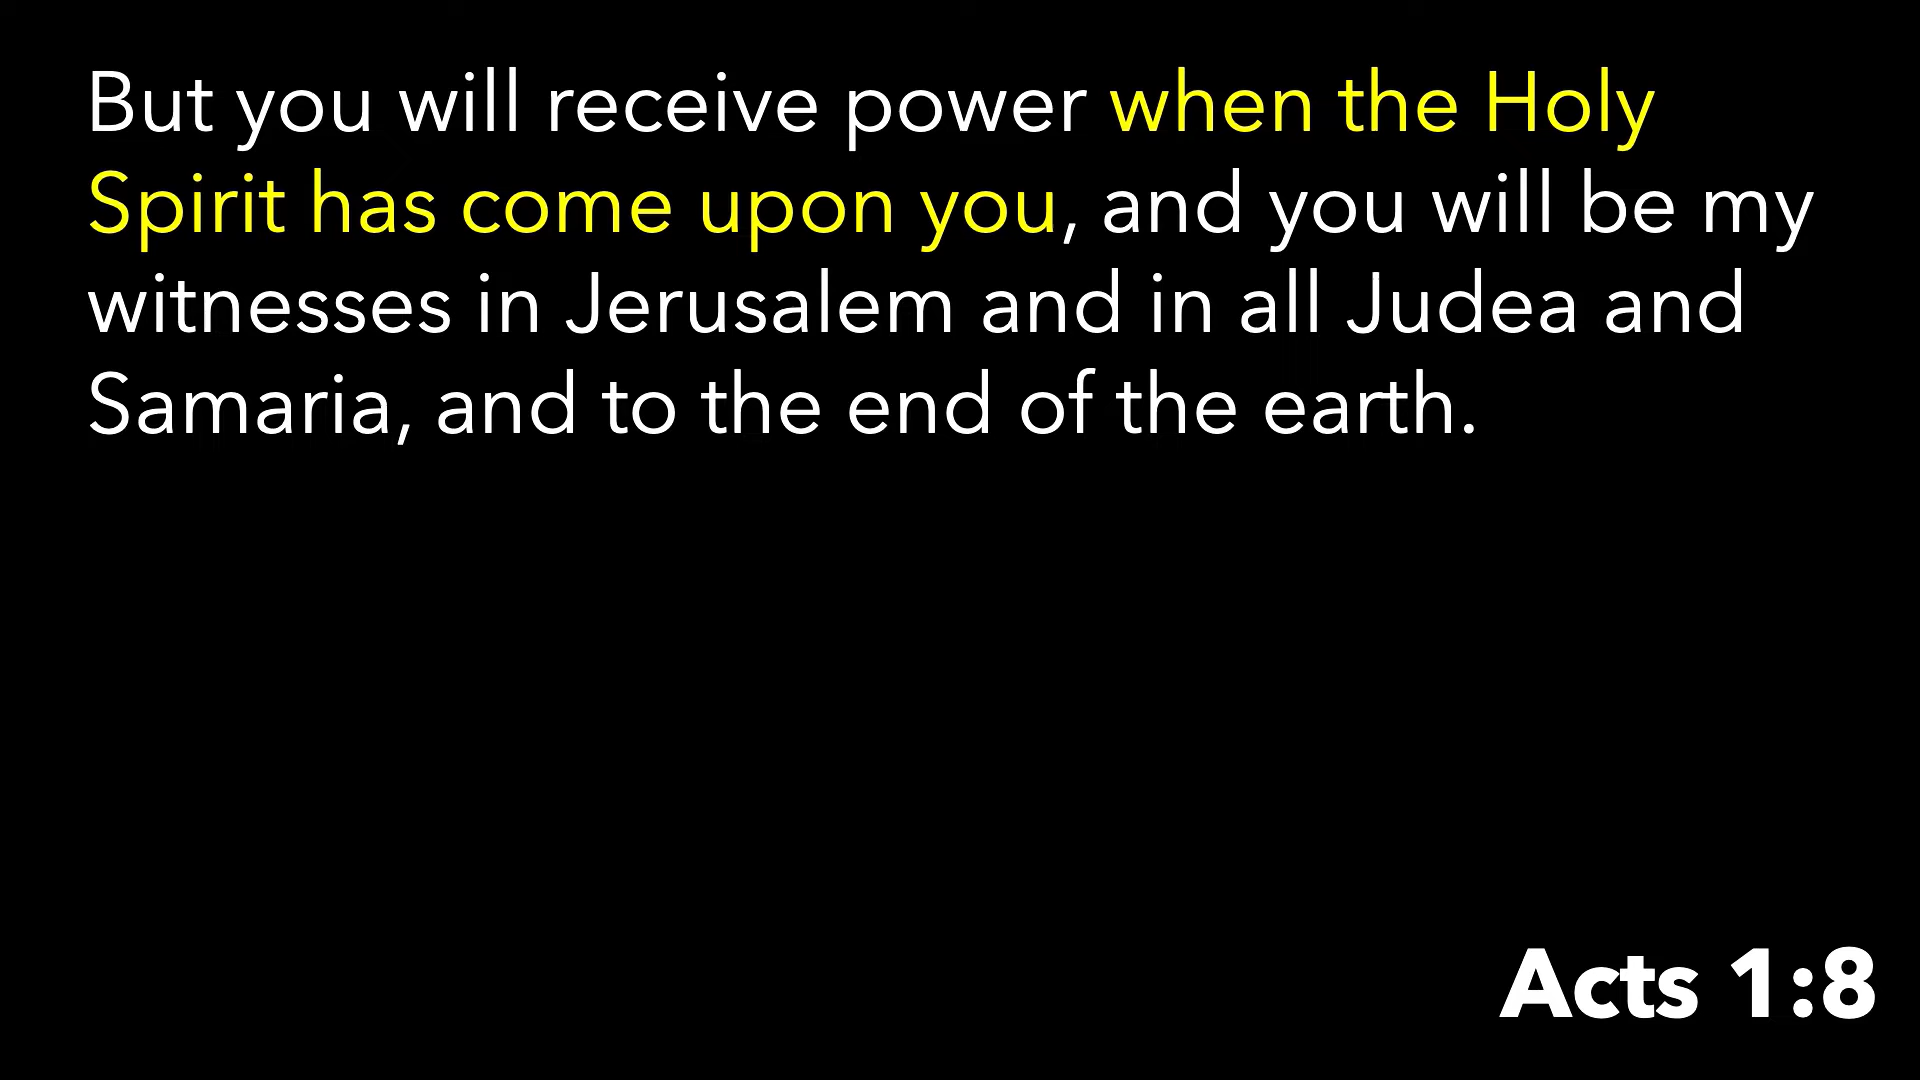 But you will receive power when the Holy
Spirit has come upon you, and you will be my
witnesses in Jerusalem and in all Judea and
Samaria, and to the end of the earth.
Acts 1:8